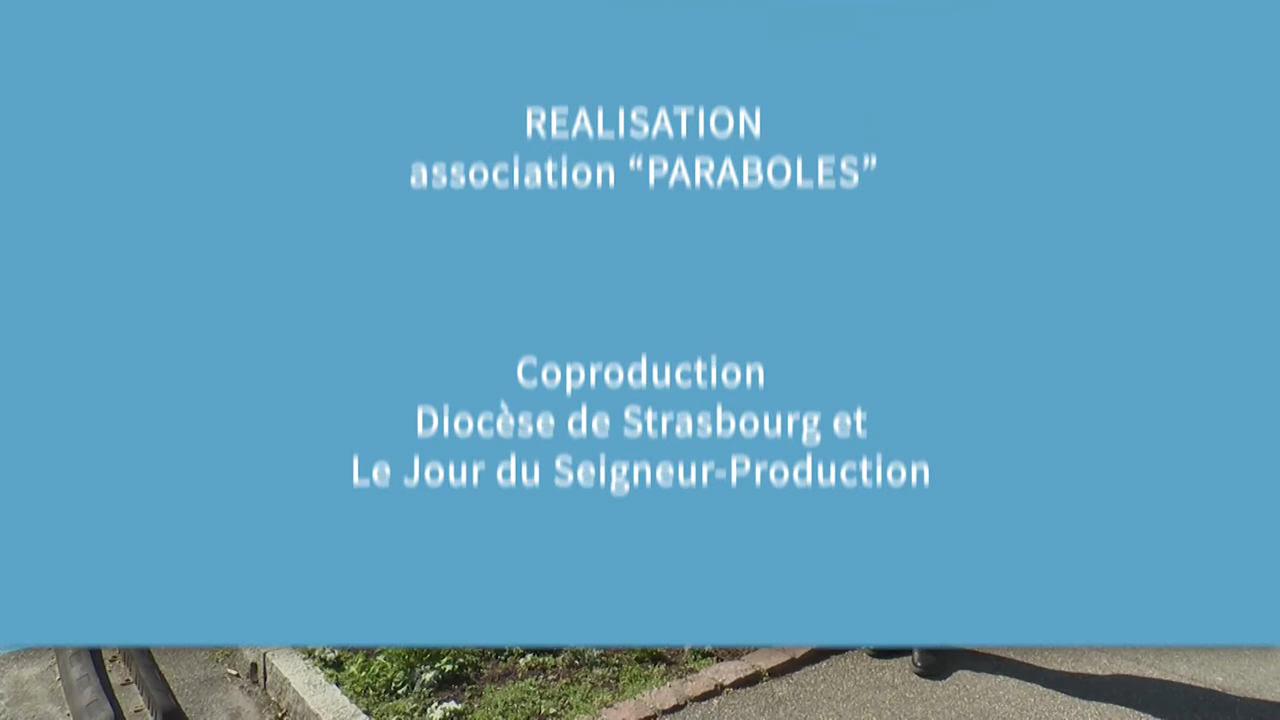 REALISATION
association “PARABOLES”
Coproduction
Diocèse de Strasbourg et
Le Jour du Seigneur-Production